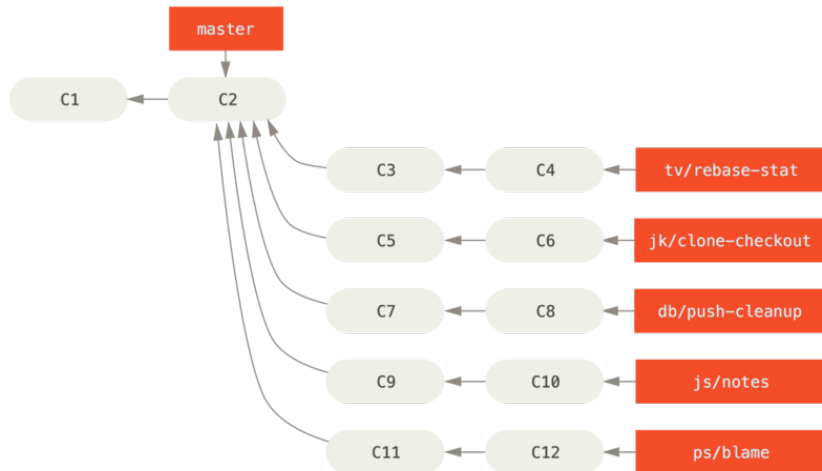 master
C1
C2
C3
C4
tv/rebase-stat
C5
C6
jk/clone-checkout
C7
C8
db/push-cleanup
C9
C10
js/notes
C11
C12
ps/blame